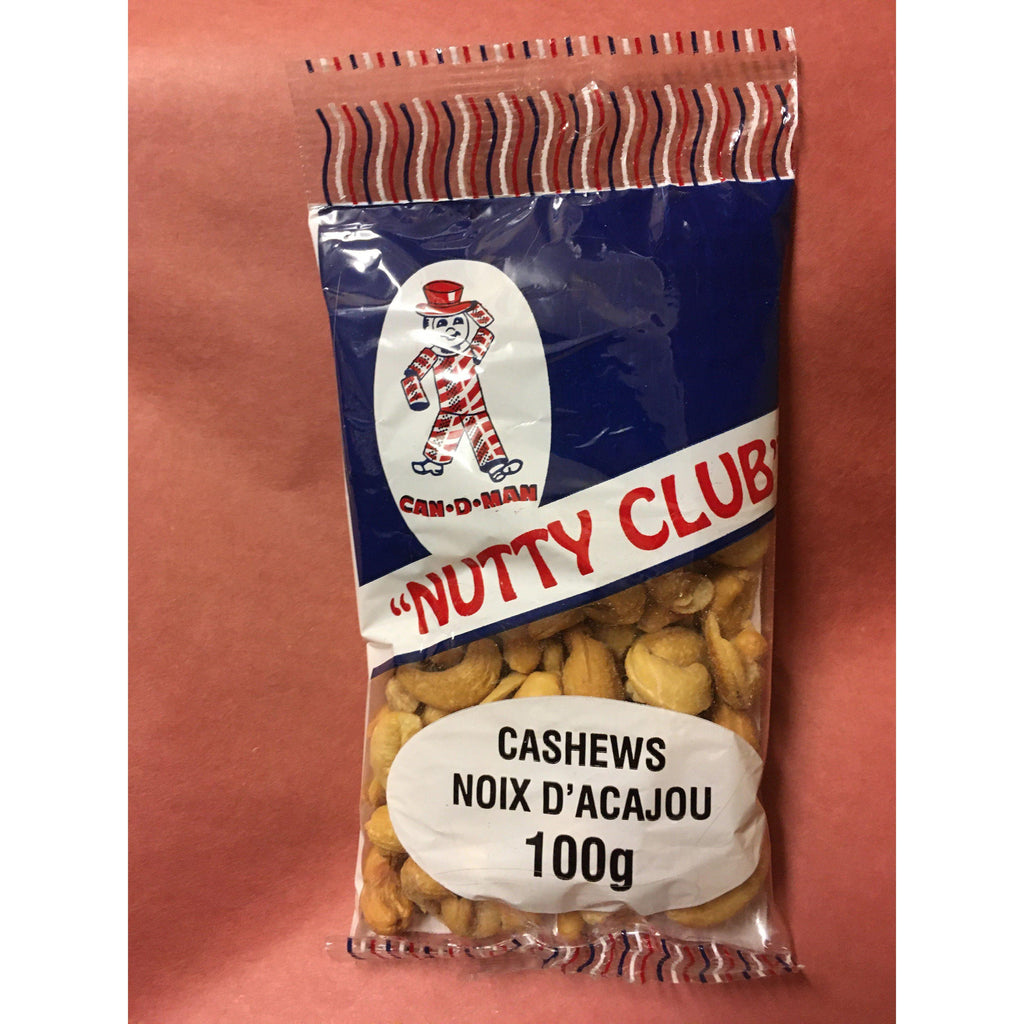 CAN•D•MAN
"NUTTY CLUB"
CASHEWS
NOIX D'ACAJOU
100g